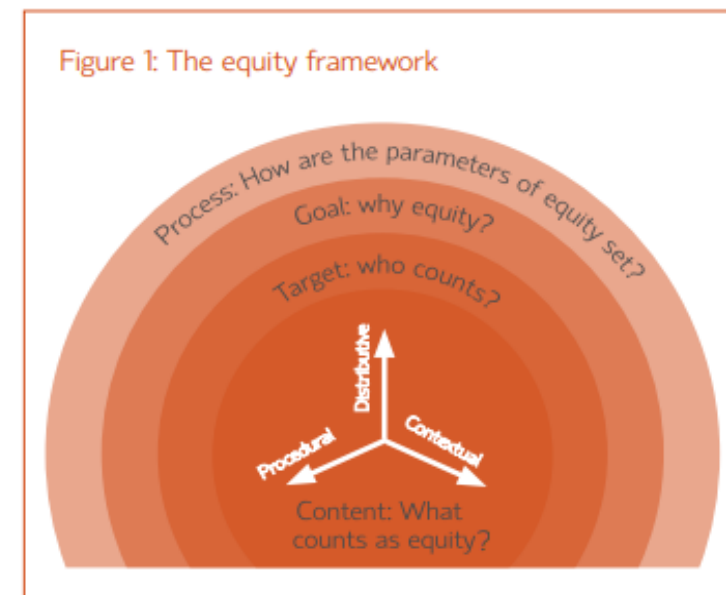 Figure 1: The equity framework
Process: How are the parameters of equity set?
Goal: why equity?
Target: who counts?
Distributive
Procedural
Contextual
Content: What
counts as equity?